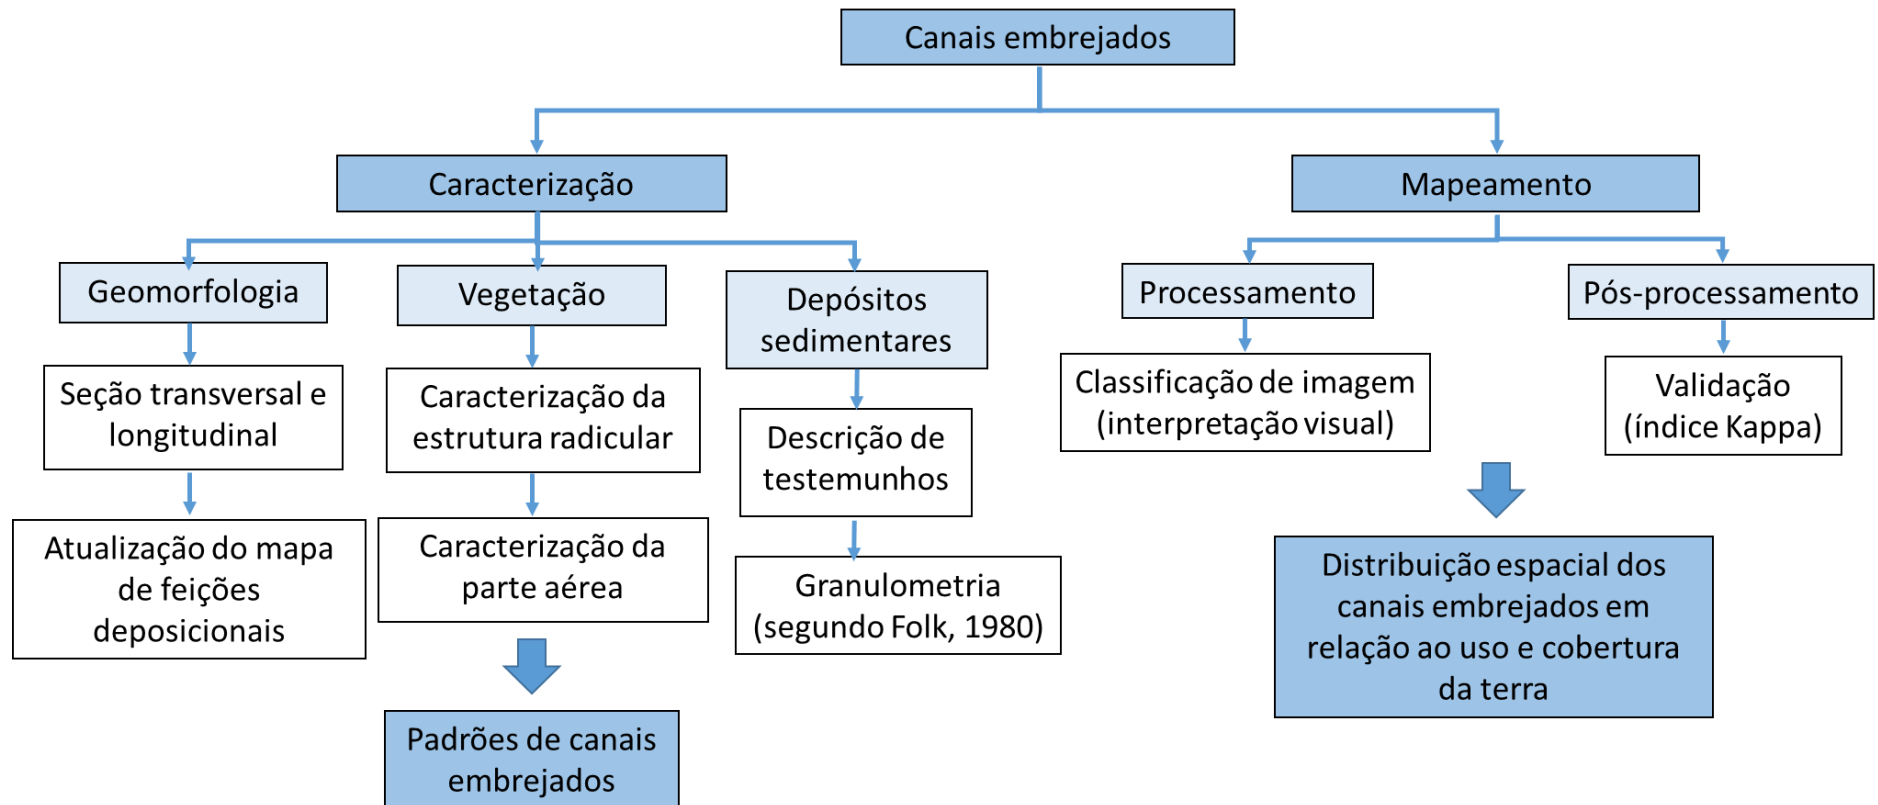 Canais embrejados
Caracterização
Mapeamento
Geomorfologia
Vegetação
Depósitos
sedimentares
Processamento
Pós-processamento
Seção transversal e
longitudinal
Caracterização da
estrutura radicular
Descrição de
testemunhos
Classificação de imagem
(interpretação visual)
Validação
(índice Kappa)
Atualização do mapa
de feições
deposicionais
Caracterização da
parte aérea
Granulometria
(segundo Folk, 1980)
Distribuição espacial dos
canais embrejados em
relação ao uso e cobertura
da terra
Padrões de canais
embrejados